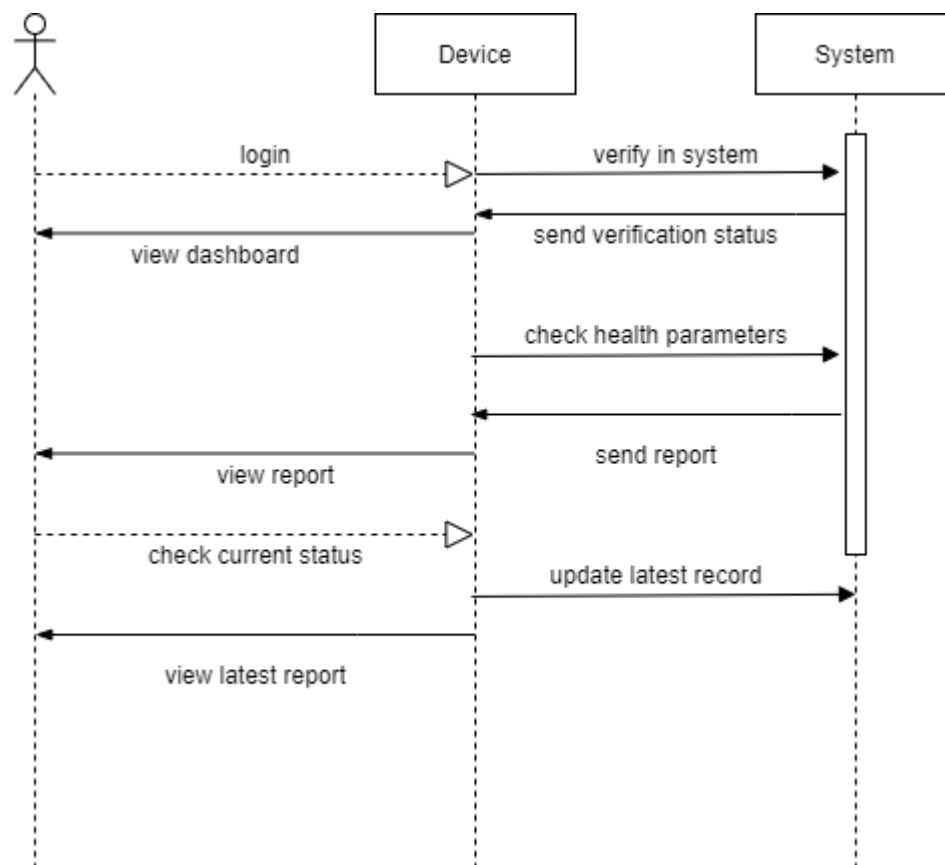 Device
System
login
verify in system
send verification status
view dashboard
check health parameters
send report
view report
check current status
update latest record
view latest report